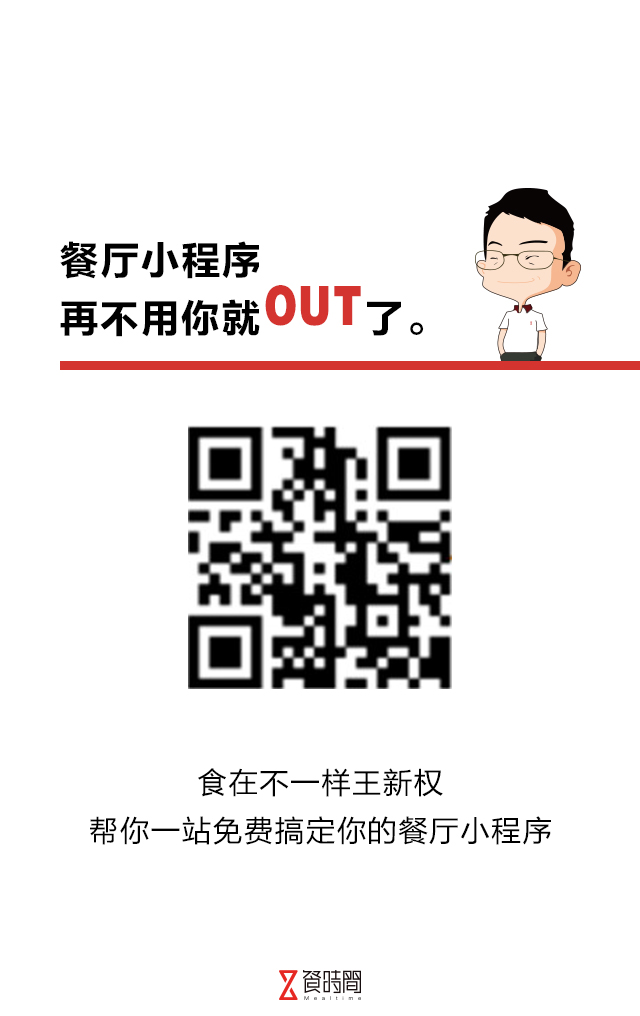 餐厅小程序
再不用你就OUT了。
食在不一样王新权
帮你一站免费搞定你的餐厅小程序
餐時間
Mealtime